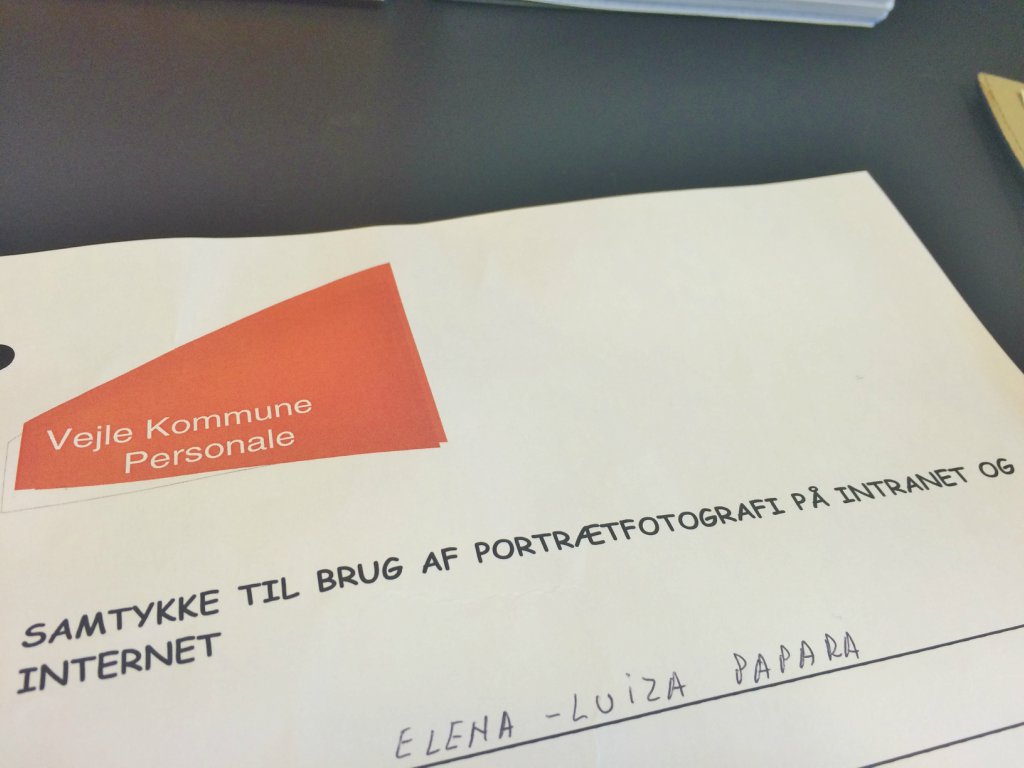 Vejle Kommune
Personale
SAMTYKKE TIL BRUG AF PORTRÆTFOTOGRAFI PÅ INTRANET OG
INTERNET
ELENA-LUiZA PAPARA